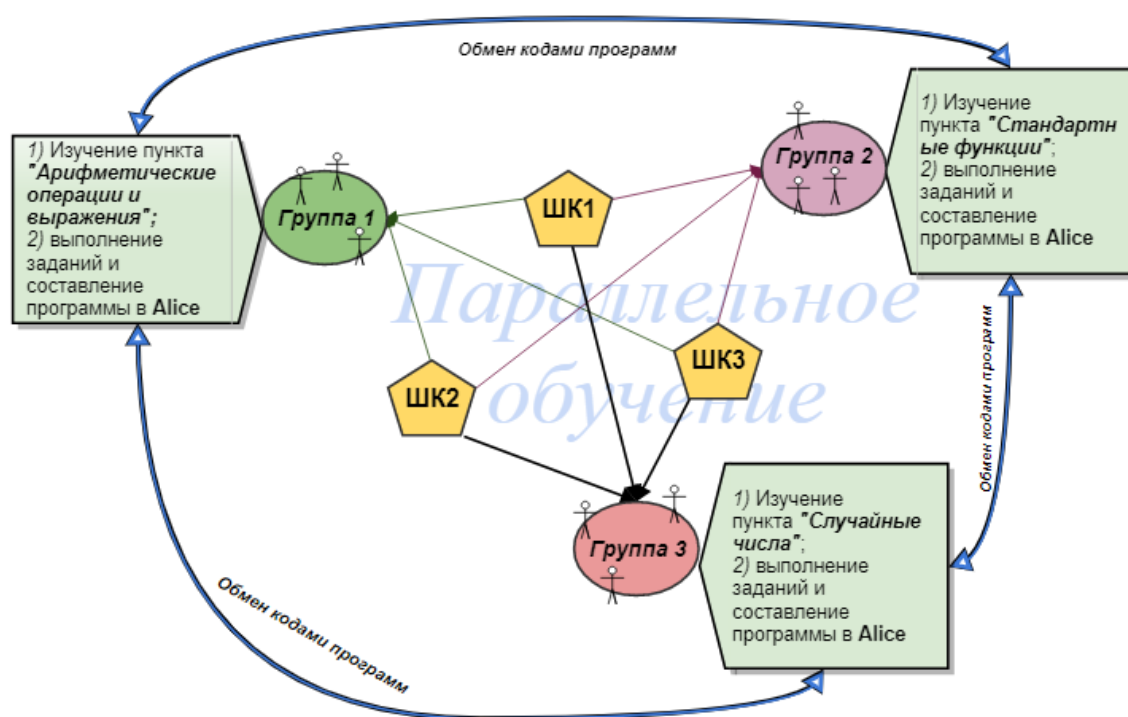 Обмен кодами программ
1) Изучение пункта
"Арифметические
операции и
выражения";
2) выполнение
заданий и
составление
программы в Alice
Группа 1
ШК1
Группа 2
1) Изучение
пункта "Стандартн
ые функции";
2) выполнение
заданий и
составление
программы в Alice
Параллельное
обучение
ШК2
ШК3
Обмен кодами программ
Группа 3
1) Изучение
пункта "Случайные
числа";
2) выполнение
заданий и
составление
программы в Alice
Обмен кодами программ